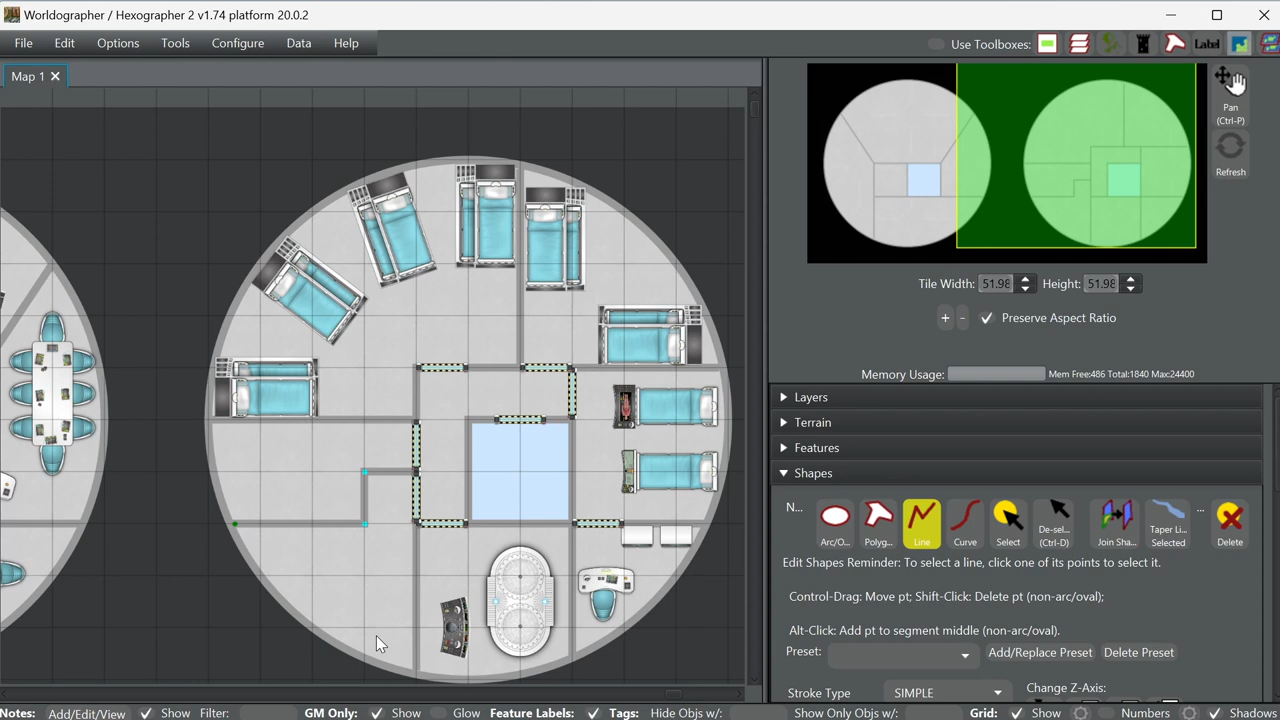 Worldographer / Hexographer 2 v1.74 platform 20.0.2
File Edit Options Tools Configure Data Help
Use Toolboxes: Label
Map 1
Pan
(Ctrl-P)
Refresh
Tile Width: 51.98 Height: 51.98
+ - Preserve Aspect Ratio
Memory Usage: Mem Free:486 Total:1840 Max:24400
Layers
Terrain
Features
Shapes
N... Arc/O... Polyg... Line Curve Select De-sel... (Ctrl-D) Join Sha... Taper Li... Selected ... Delete
Edit Shapes Reminder: To select a line, click one of its points to select it.
Control-Drag: Move pt; Shift-Click: Delete pt (non-arc/oval);
Alt-Click: Add pt to segment middle (non-arc/oval).
Preset: Add/Replace Preset Delete Preset
Stroke Type SIMPLE Change Z-Axis:
Notes: Add/Edit/View Show Filter: GM Only: Show Glow Feature Labels: Tags: Hide Objs w/: Show Only Objs w/: Grid: Show Numbers Shadows